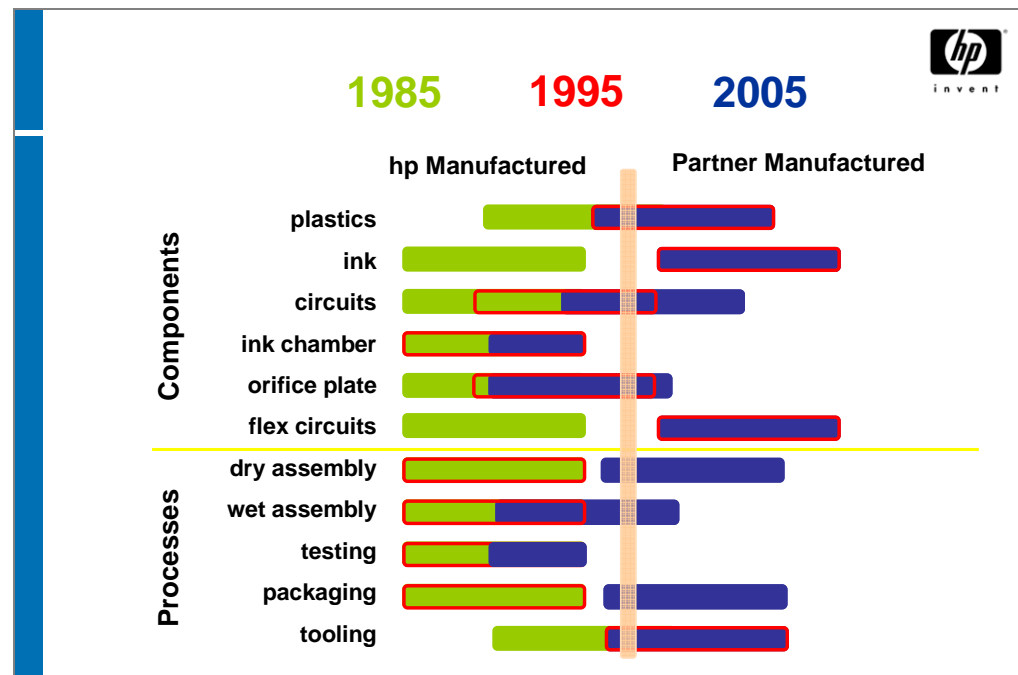 hp
invent
1985 1995 2005
hp Manufactured Partner Manufactured
Components
plastics
ink
circuits
ink chamber
orifice plate
flex circuits
Processes
dry assembly
wet assembly
testing
packaging
tooling